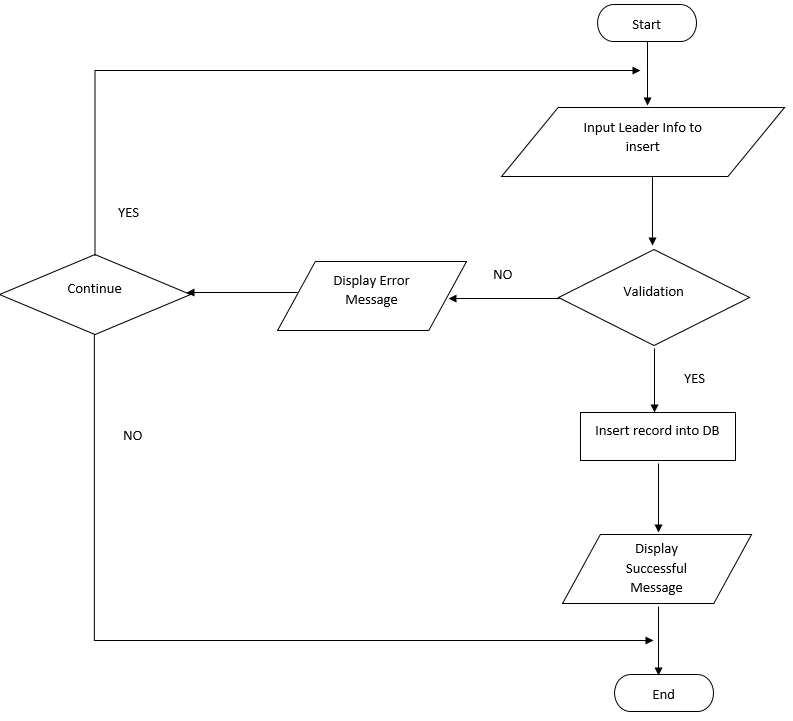 Start
Input Leader Info to
insert
YES
Continue
Display Error
Message
NO
Validation
YES
NO
Insert record into DB
Display
Successful
Message
End